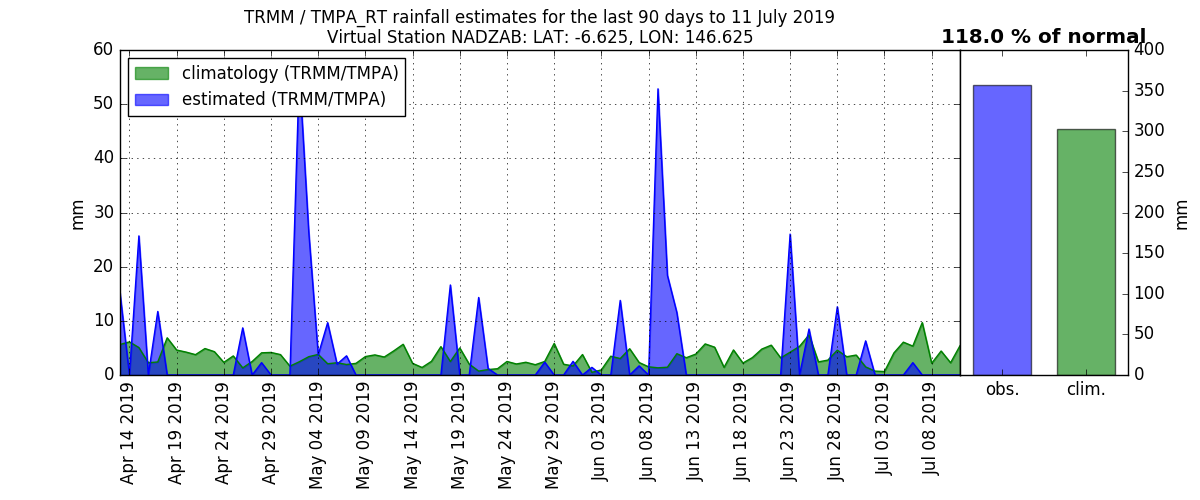 TRMM / TMPA_RT rainfall estimates for the last 90 days to 11 July 2019
Virtual Station NADZAB: LAT: -6.625, LON: 146.625
118.0 % of normal
climatology (TRMM/TMPA)
estimated (TRMM/TMPA)
60
50
40
30
20
10
0
mm
400
350
300
250
200
150
100
50
0
mm
Apr 14 2019
Apr 19 2019
Apr 24 2019
Apr 29 2019
May 04 2019
May 09 2019
May 14 2019
May 19 2019
May 24 2019
May 29 2019
Jun 03 2019
Jun 08 2019
Jun 13 2019
Jun 18 2019
Jun 23 2019
Jun 28 2019
Jul 03 2019
Jul 08 2019
obs.
clim.